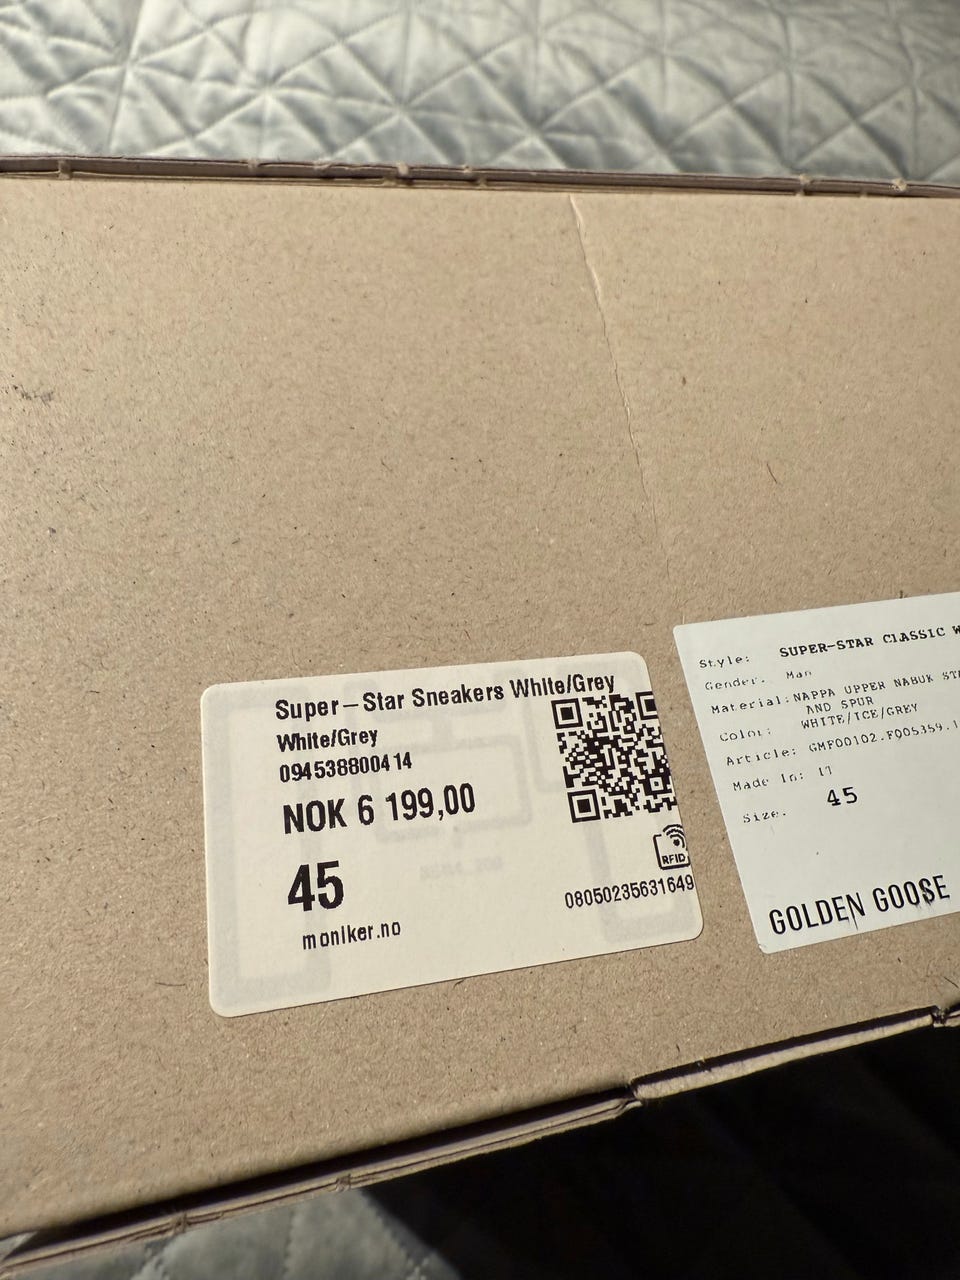 Super-Star Sneakers White/Grey
White/Grey
094538800414
NOK 6 199,00
45
moniker.no
RFID
08050235631649
Style: SUPER-STAR CLASSIC
Gender. Man
Material: NAPPA UPPER NABUK
AND SPUR
Color: WHITE/ICE/GREY
Article: GMF00102.F005359.1
Made In: IT
Size. 45
GOLDEN GOOSE